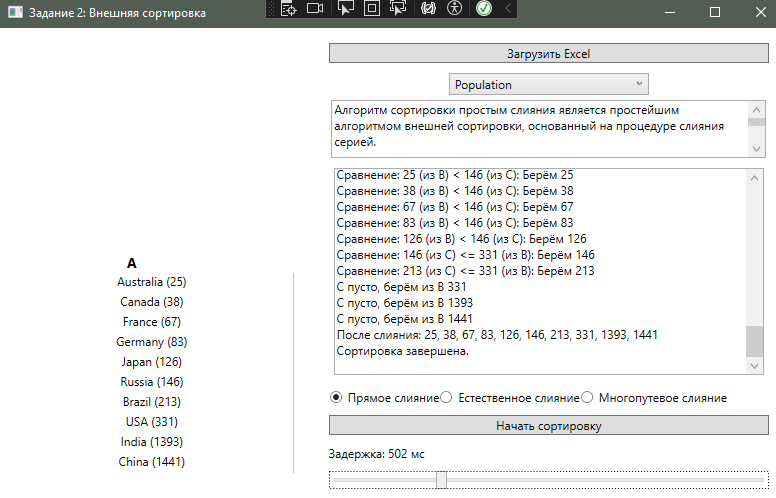 Задание 2: Внешняя сортировка
Загрузить Excel
Population
Алгоритм сортировки простым слияния является простейшим
алгоритмом внешней сортировки, основанный на процедуре слияния
серией.
Сравнение: 25 (из B) < 146 (из C): Берём 25
Сравнение: 38 (из B) < 146 (из C): Берём 38
Сравнение: 67 (из B) < 146 (из C): Берём 67
Сравнение: 83 (из B) < 146 (из C): Берём 83
Сравнение: 126 (из B) < 146 (из C): Берём 126
Сравнение: 146 (из C) <= 331 (из B): Берём 146
Сравнение: 213 (из C) <= 331 (из B): Берём 213
C пусто, берём из B 331
C пусто, берём из B 1393
C пусто, берём из B 1441
После слияния: 25, 38, 67, 83, 126, 146, 213, 331, 1393, 1441
Сортировка завершена.
A
Australia (25)
Canada (38)
France (67)
Germany (83)
Japan (126)
Russia (146)
Brazil (213)
USA (331)
India (1393)
China (1441)
Прямое слияние Естественное слияние Многопутевое слияние
Начать сортировку
Задержка: 502 мс